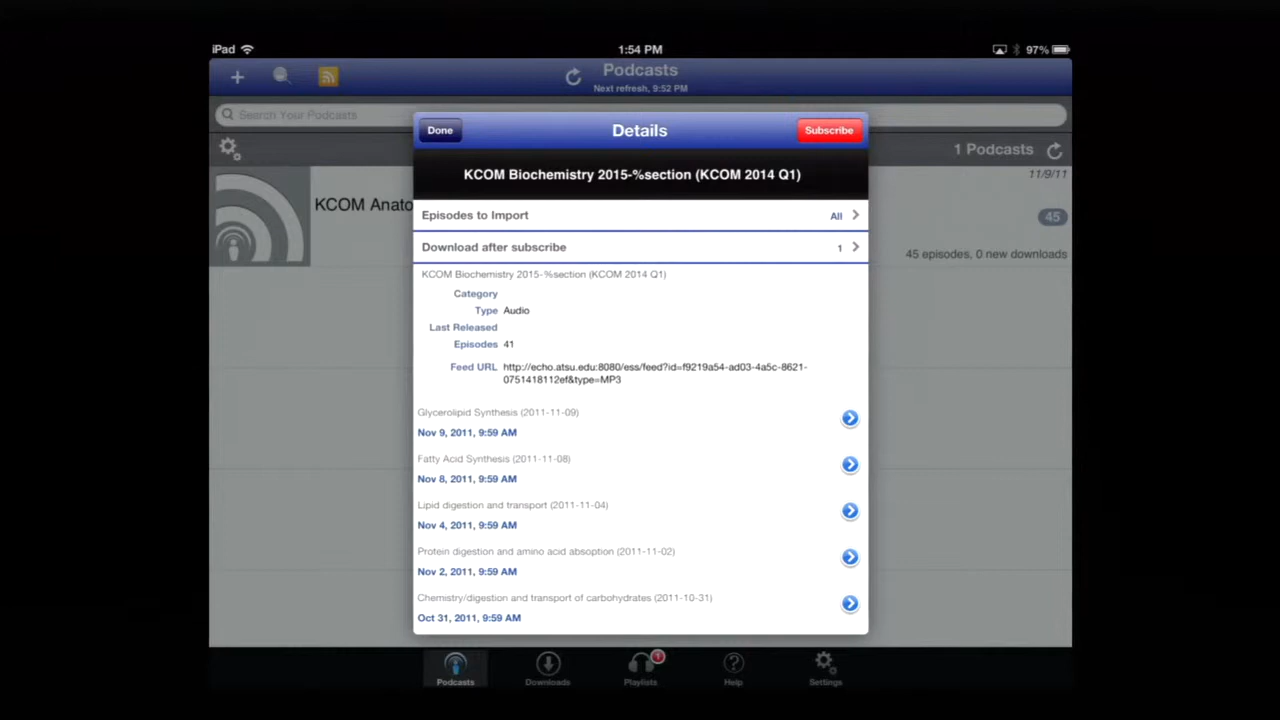 iPad
1:54 PM
97%
Podcasts
Next refresh, 9:52 PM
Search Your Podcasts
1 Podcasts
11/9/11
KCOM Anato
45
45 episodes, 0 new downloads
Done
Details
Subscribe
KCOM Biochemistry 2015-%section (KCOM 2014 Q1)
Episodes to Import
All
Download after subscribe
1
KCOM Biochemistry 2015-%section (KCOM 2014 Q1)
Category
Type Audio
Last Released
Episodes 41
Feed URL http://echo.atsu.edu:8080/ess/feed?id=f9219a54-ad03-4a5c-8621-
0751418112ef&type=MP3
Glycerolipid Synthesis (2011-11-09)
Nov 9, 2011, 9:59 AM
Fatty Acid Synthesis (2011-11-08)
Nov 8, 2011, 9:59 AM
Lipid digestion and transport (2011-11-04)
Nov 4, 2011, 9:59 AM
Protein digestion and amino acid absoption (2011-11-02)
Nov 2, 2011, 9:59 AM
Chemistry/digestion and transport of carbohydrates (2011-10-31)
Oct 31, 2011, 9:59 AM
Podcasts
Downloads
Playlists
Help
Settings